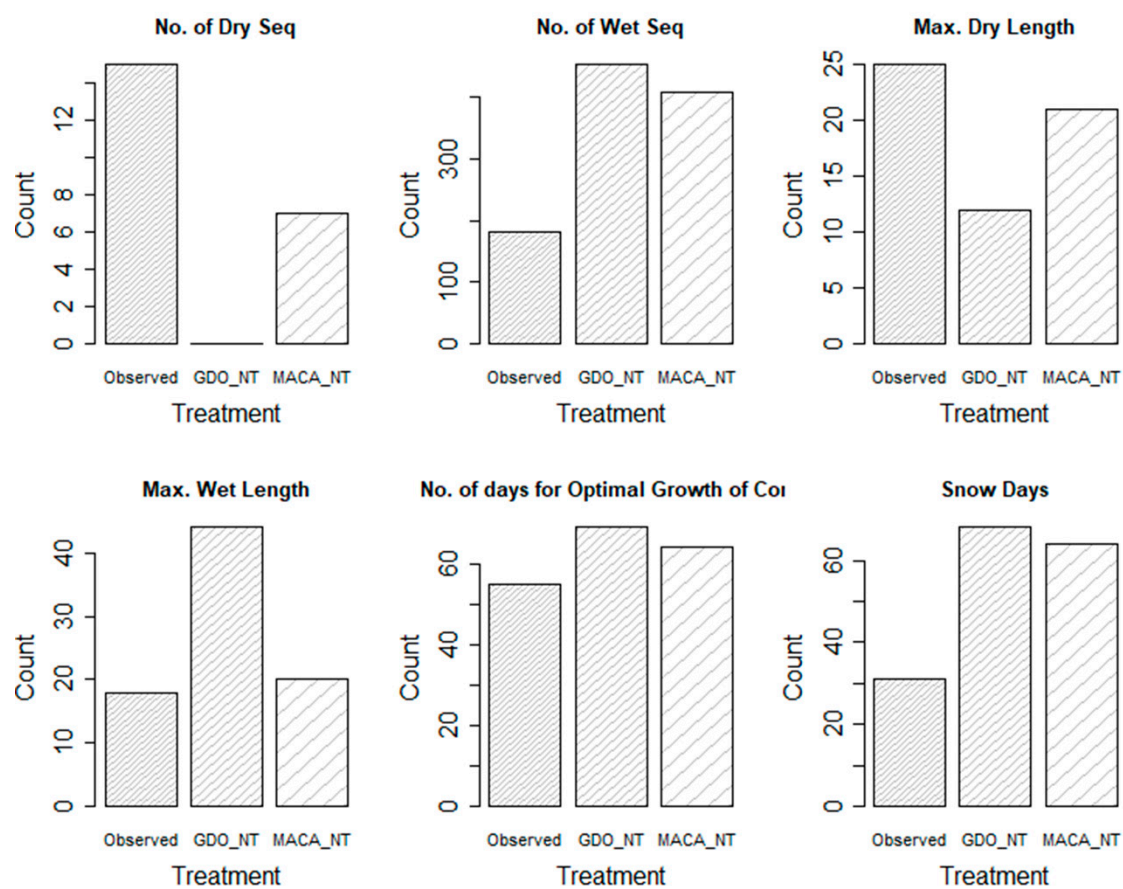 No. of Dry Seq
Count
0
2
4
6
8
12
Observed GDO_NT MACA_NT
Treatment
No. of Wet Seq
Count
0
100
300
Observed GDO_NT MACA_NT
Treatment
Max. Dry Length
Count
0
5
10
15
20
25
Observed GDO_NT MACA_NT
Treatment
Max. Wet Length
Count
0
10
20
30
40
Observed GDO_NT MACA_NT
Treatment
No. of days for Optimal Growth of Cor
Count
0
20
40
60
Observed GDO_NT MACA_NT
Treatment
Snow Days
Count
0
20
40
60
Observed GDO_NT MACA_NT
Treatment